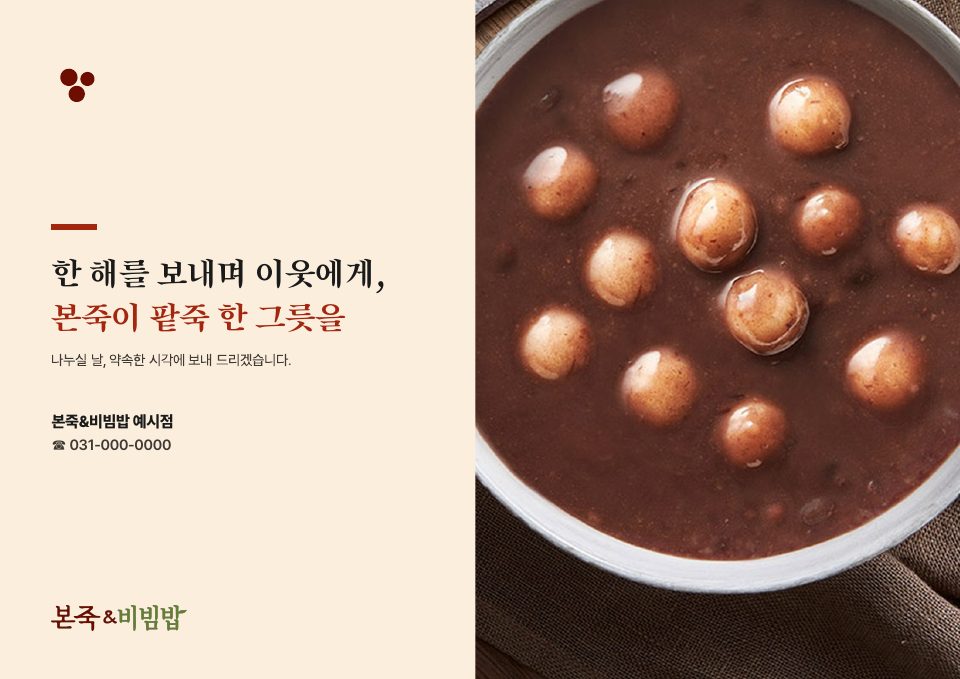 한 해를 보내며 이웃에게,
본죽이 팥죽 한 그릇을
나누실 날, 약속한 시각에 보내 드리겠습니다.
본죽&비빔밥 예시점
☎ 031-000-0000
본죽&비빔밥